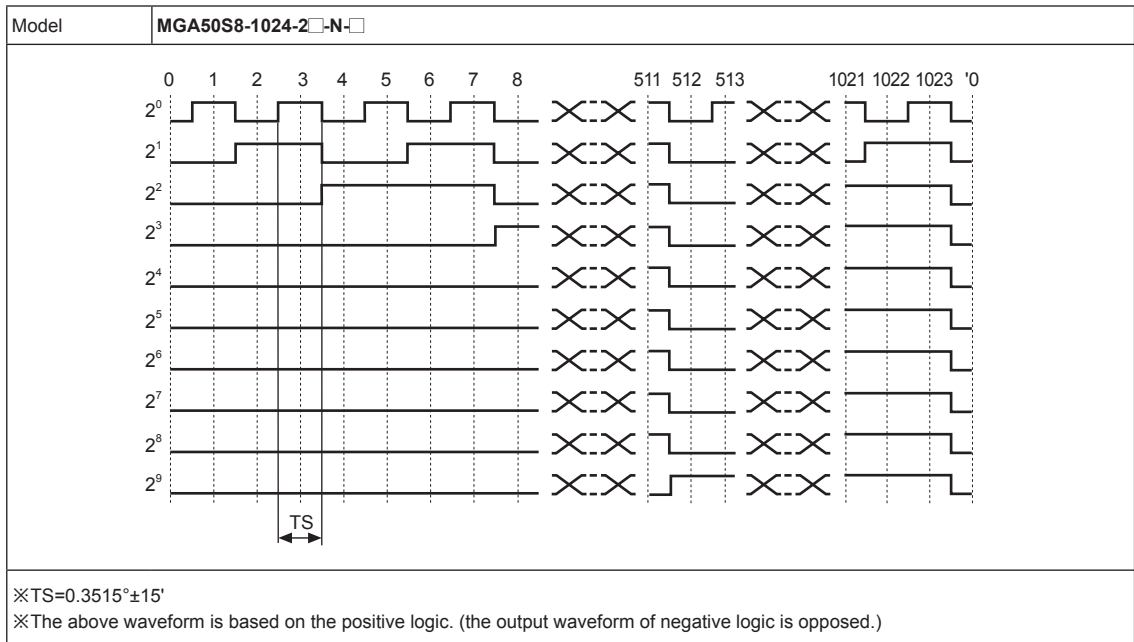 Model MGA50S8-1024-2□-N-□
0 1 2 3 4 5 6 7 8 511 512 513 1021 1022 1023 '0
2⁰
2¹
2²
2³
2⁴
2⁵
2⁶
2⁷
2⁸
2⁹
TS
※TS=0.3515°±15'
※The above waveform is based on the positive logic. (the output waveform of negative logic is opposed.)